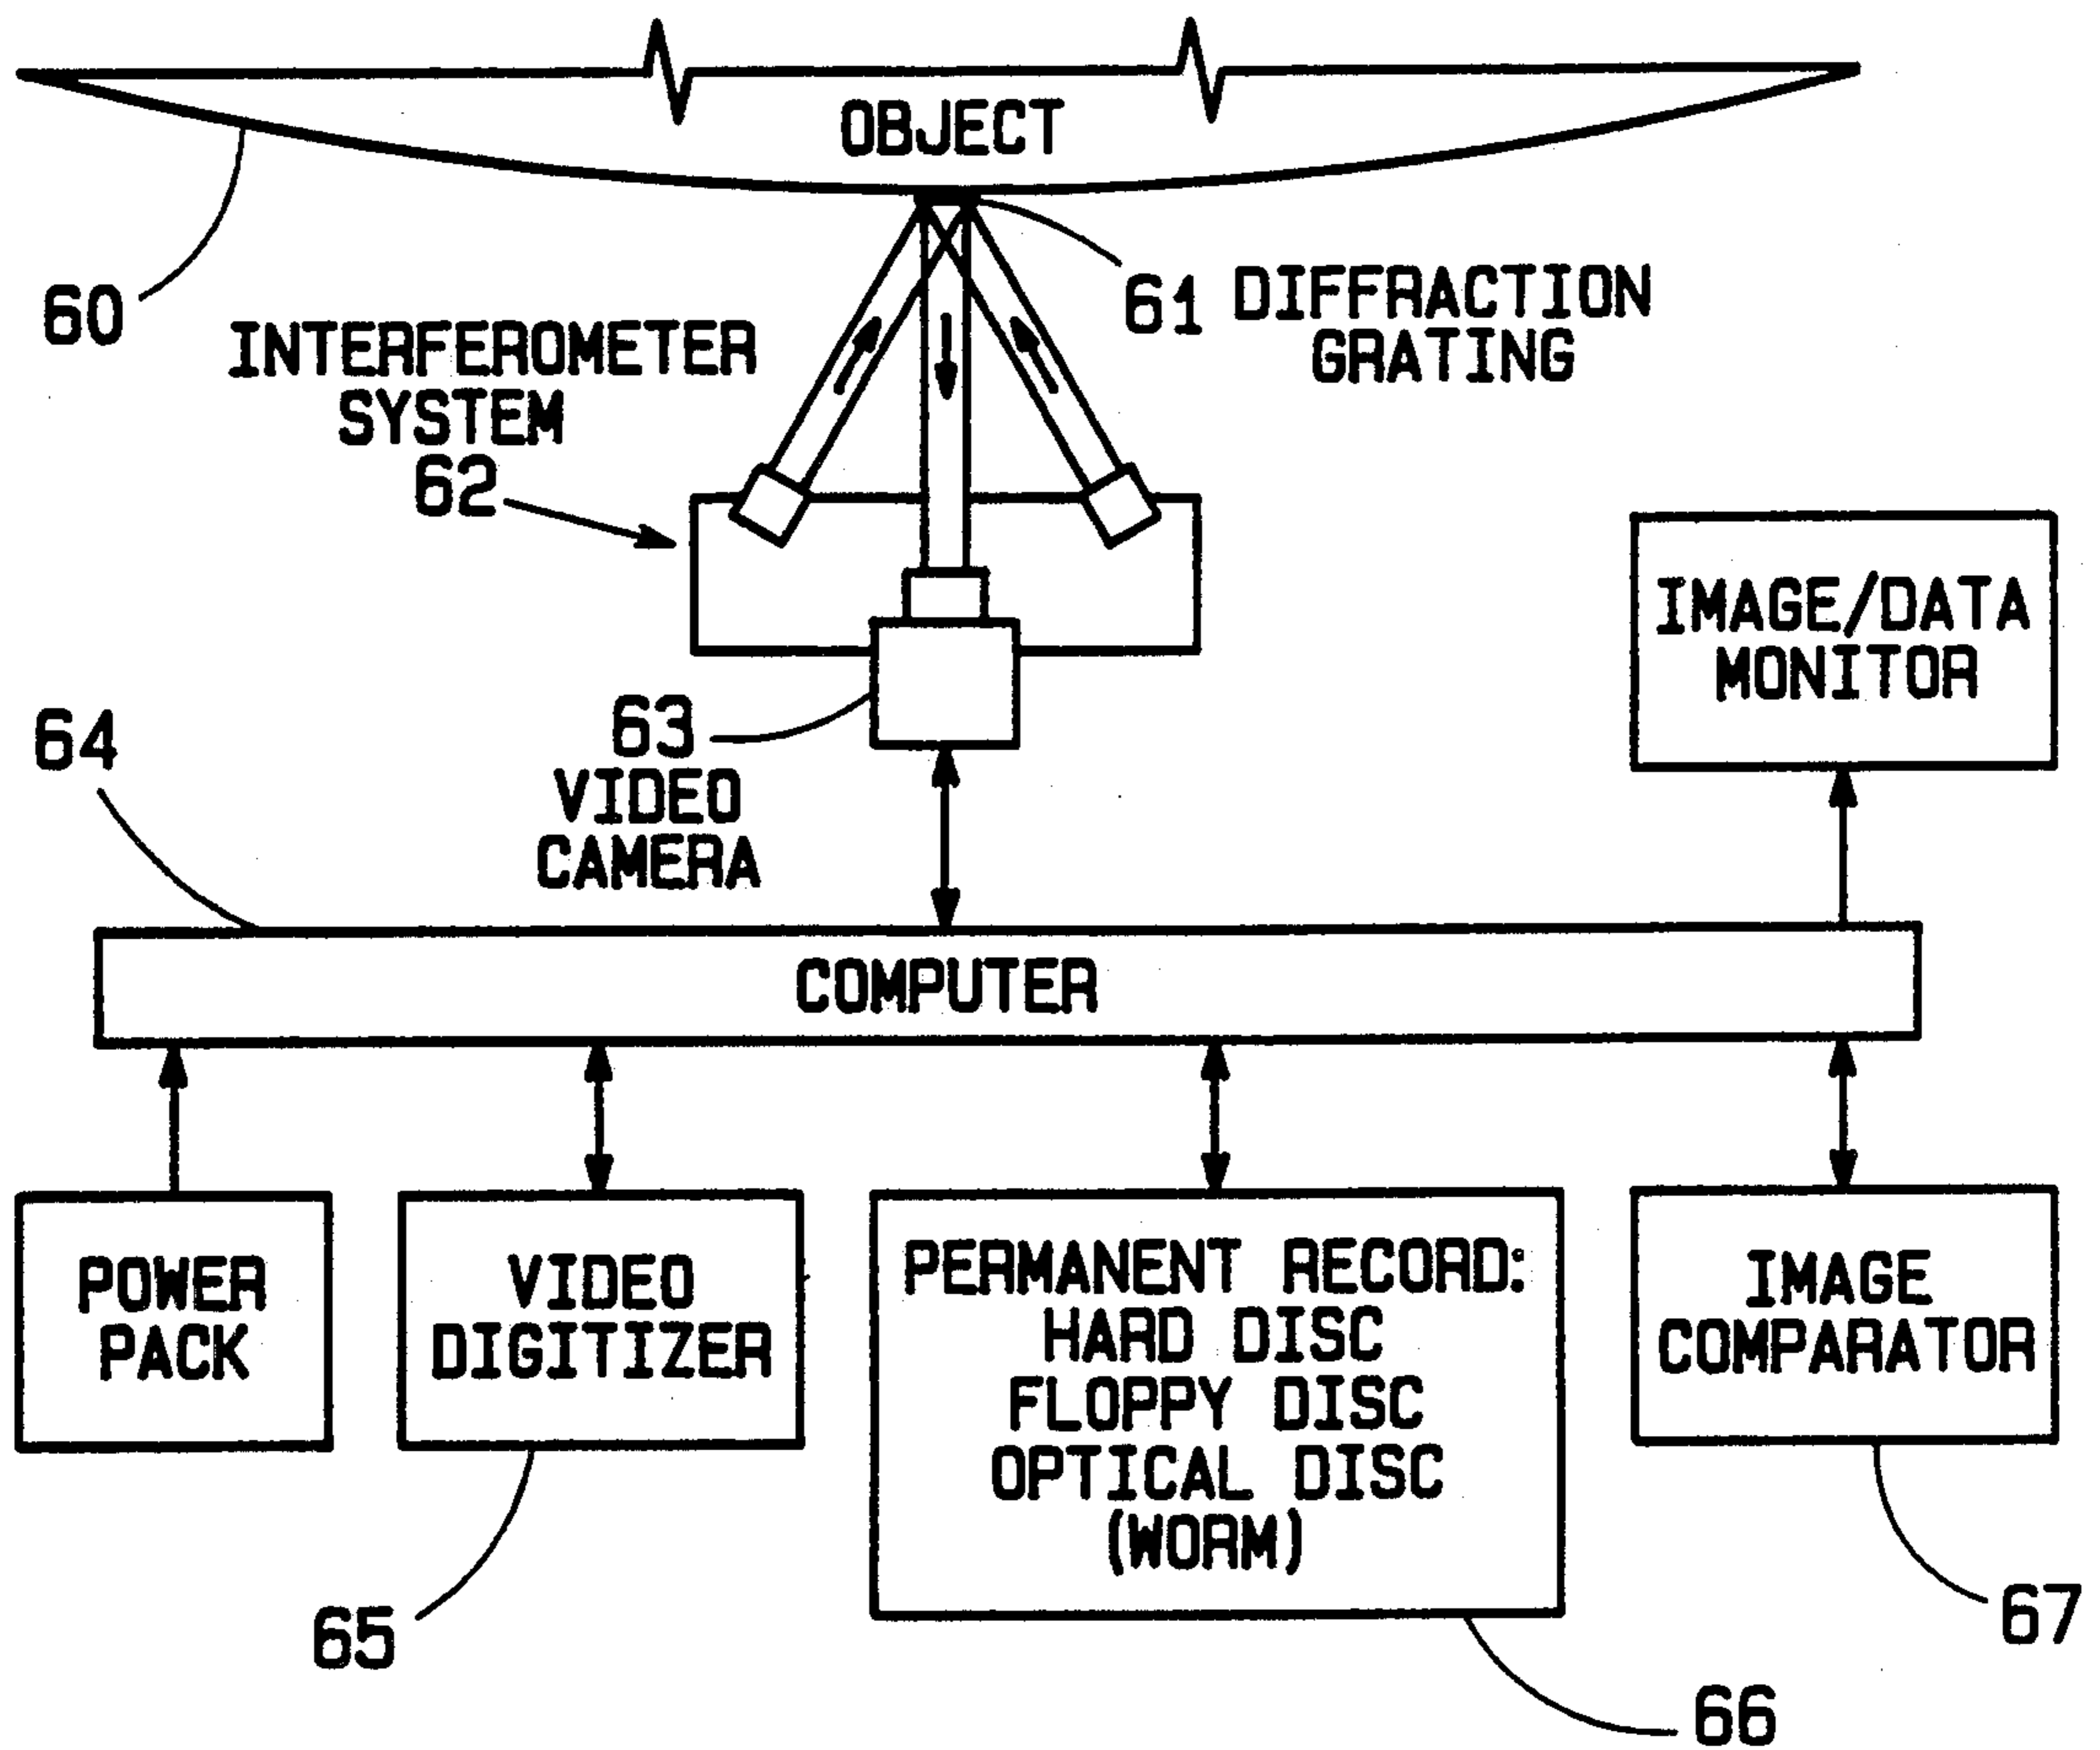 OBJECT
60
61 DIFFRACTION
GRATING
INTERFEROMETER
SYSTEM
62
IMAGE/DATA
MONITOR
63
VIDEO
CAMERA
64
COMPUTER
POWER
PACK
VIDEO
DIGITIZER
PERMANENT RECORD:
HARD DISC
FLOPPY DISC
OPTICAL DISC
(WORM)
IMAGE
COMPARATOR
65
66
67